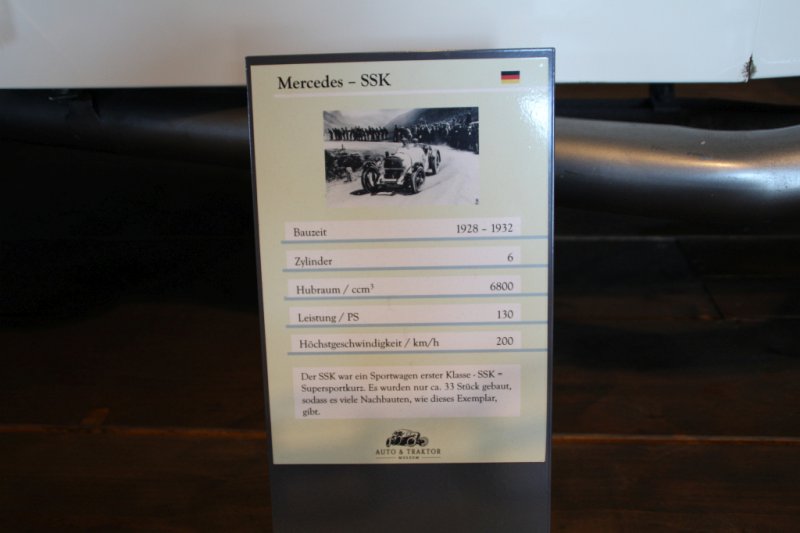 Mercedes – SSK
Bauzeit 1928 – 1932
Zylinder 6
Hubraum / ccm³ 6800
Leistung / PS 130
Höchstgeschwindigkeit / km/h 200
Der SSK war ein Sportwagen erster Klasse - SSK =
Supersportkurz. Es wurden nur ca. 33 Stück gebaut,
sodass es viele Nachbauten, wie dieses Exemplar,
gibt.
AUTO & TRAKTOR
MUSEUM